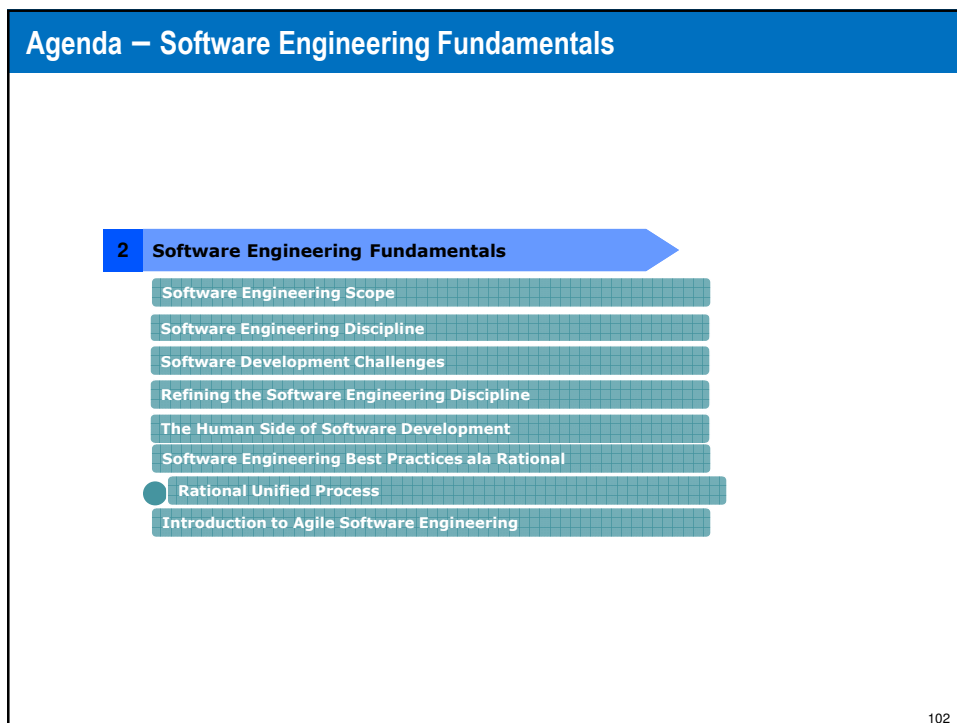 Agenda – Software Engineering Fundamentals
2 Software Engineering Fundamentals
Software Engineering Scope
Software Engineering Discipline
Software Development Challenges
Refining the Software Engineering Discipline
The Human Side of Software Development
Software Engineering Best Practices ala Rational
Rational Unified Process
Introduction to Agile Software Engineering
102